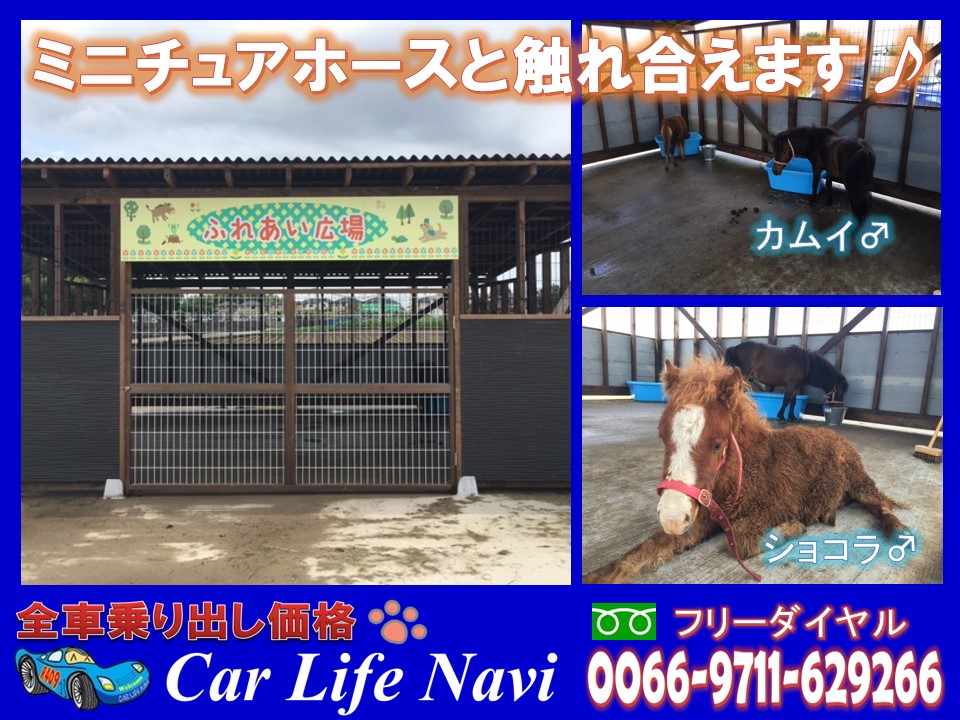 ミニチュアホースと触れ合えます♪
ふれあい広場
カムイ♂
ショコラ♂
全車乗り出し価格
Car Life Navi
フリーダイヤル
0066-9711-629266
R409
Welcome